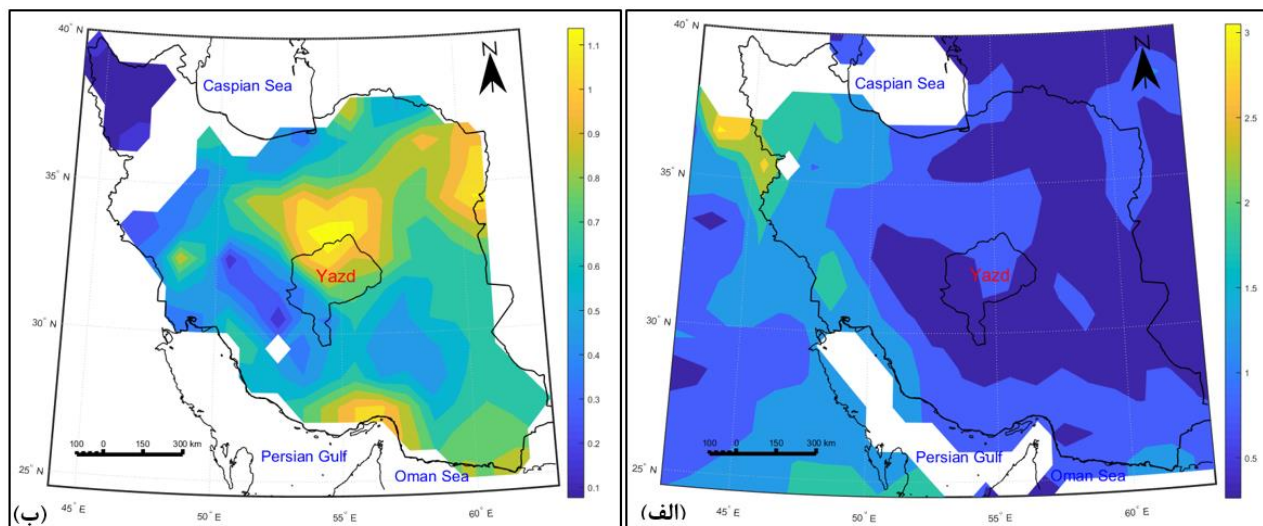 40° N
35° N
30° N
25° N
45° E
50° E
55° E
60° E
N
Caspian Sea
Yazd
Persian Gulf
Oman Sea
100 0 150 300 km
1.1
1
0.9
0.8
0.7
0.6
0.5
0.4
0.3
0.2
0.1
(ب)
40° N
35° N
30° N
25° N
45° E
50° E
55° E
60° E
N
Caspian Sea
Yazd
Persian Gulf
Oman Sea
100 0 150 300 km
3
2.5
2
1.5
1
0.5
(الف)